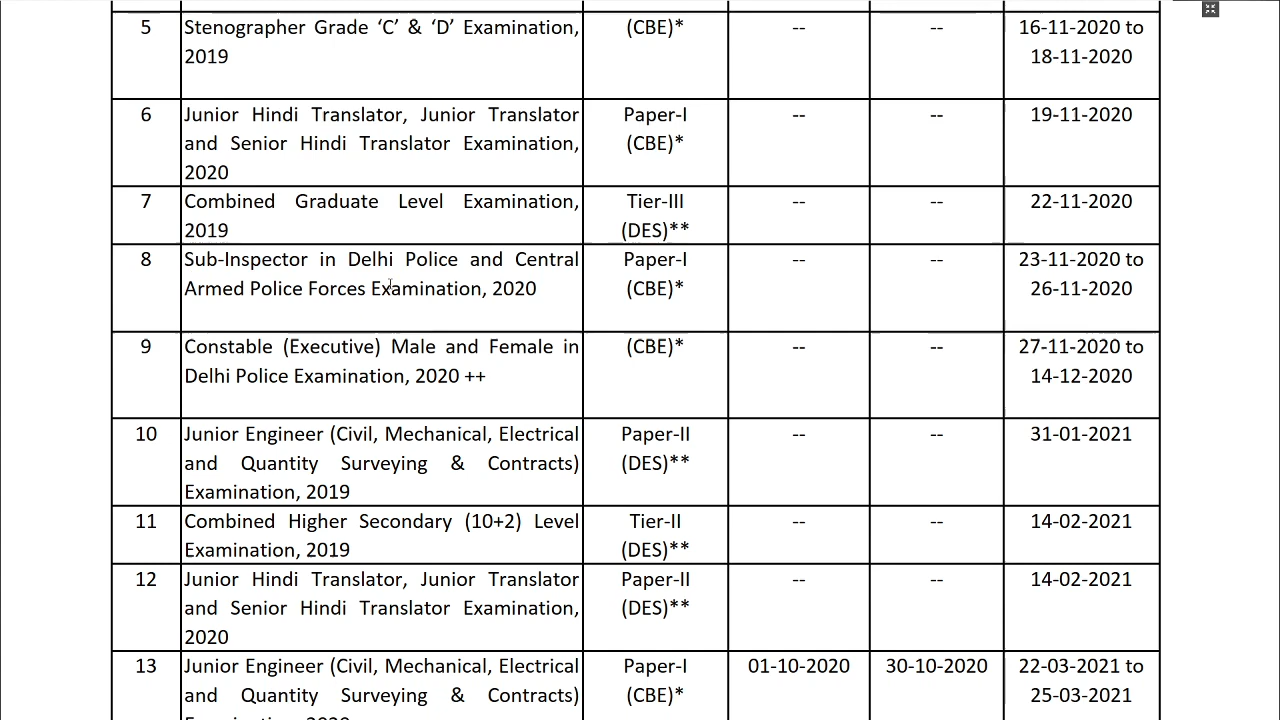 5 Stenographer Grade ‘C’ & ‘D’ Examination, (CBE)* -- -- 16-11-2020 to
2019 18-11-2020
6 Junior Hindi Translator, Junior Translator Paper-I -- -- 19-11-2020
and Senior Hindi Translator Examination, (CBE)*
2020
7 Combined Graduate Level Examination, Tier-III -- -- 22-11-2020
2019 (DES)**
8 Sub-Inspector in Delhi Police and Central Paper-I -- -- 23-11-2020 to
Armed Police Forces Examination, 2020 (CBE)* 26-11-2020
9 Constable (Executive) Male and Female in (CBE)* -- -- 27-11-2020 to
Delhi Police Examination, 2020 ++ 14-12-2020
10 Junior Engineer (Civil, Mechanical, Electrical Paper-II -- -- 31-01-2021
and Quantity Surveying & Contracts) (DES)**
Examination, 2019
11 Combined Higher Secondary (10+2) Level Tier-II -- -- 14-02-2021
Examination, 2019 (DES)**
12 Junior Hindi Translator, Junior Translator Paper-II -- -- 14-02-2021
and Senior Hindi Translator Examination, (DES)**
2020
13 Junior Engineer (Civil, Mechanical, Electrical Paper-I 01-10-2020 30-10-2020 22-03-2021 to
and Quantity Surveying & Contracts) (CBE)* 25-03-2021